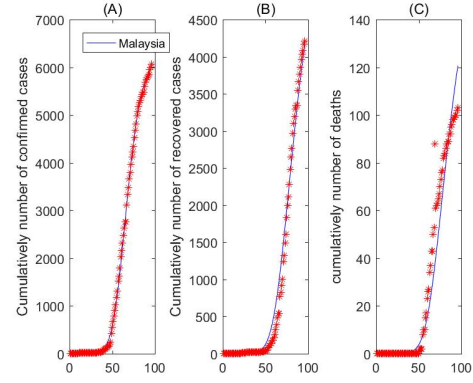 (A)
Malaysia
Cumulatively number of confirmed cases
7000
6000
5000
4000
3000
2000
1000
0
0 50 100
(B)
Cumulatively number of recovered cases
4500
4000
3500
3000
2500
2000
1500
1000
500
0
0 50 100
(C)
cumulatively number of deaths
140
120
100
80
60
40
20
0
0 50 100